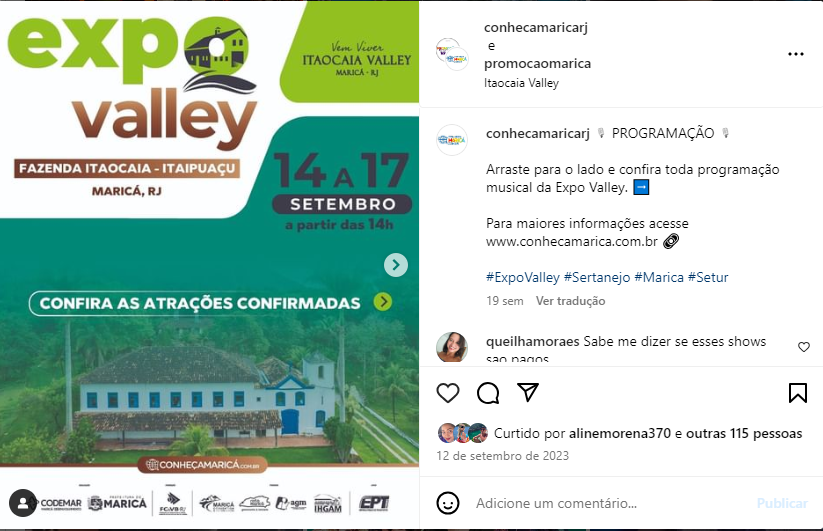 expo
valley
Vem Viver
ITAOCAIA VALLEY
MARICÁ - RJ
FAZENDA ITAOCAIA - ITAIPUAÇU
MARICÁ, RJ
14 A 17
SETEMBRO
a partir das 14h
CONFIRA AS ATRAÇÕES CONFIRMADAS
CONHEÇAMARICÁ.COM.BR
CODEMAR
MARICÁ
FC&VB-RJ
MARICÁ
agm
IHGAM
EPT
conhecamaricarj
e
promocaomarica
Itaocaia Valley
conhecamaricarj 🎙 PROGRAMAÇÃO 🎙
Arraste para o lado e confira toda programação
musical da Expo Valley. ➡️
Para maiores informações acesse
www.conhecamarica.com.br 🔗
#ExpoValley #Sertanejo #Marica #Setur
19 sem Ver tradução
queilhamoraes Sabe me dizer se esses shows
sao pagos
Curtido por alinemorena370 e outras 115 pessoas
12 de setembro de 2023
Adicione um comentário...
Publicar